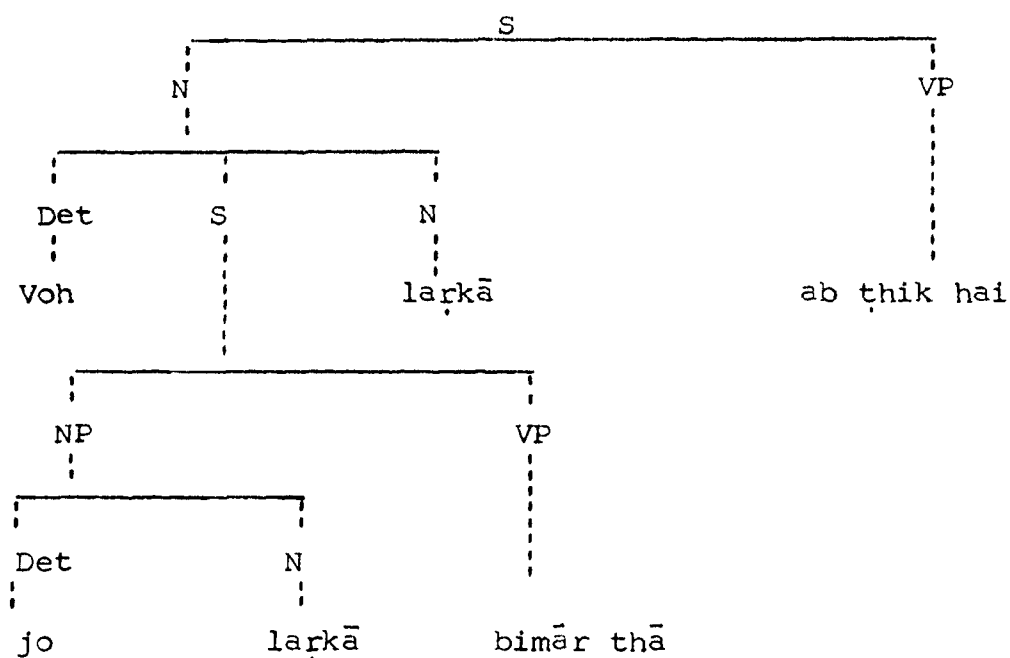 S
N VP
Det S N
Voh laṛkā ab ṭhik hai
NP VP
Det N
jo laṛkā bimār thā